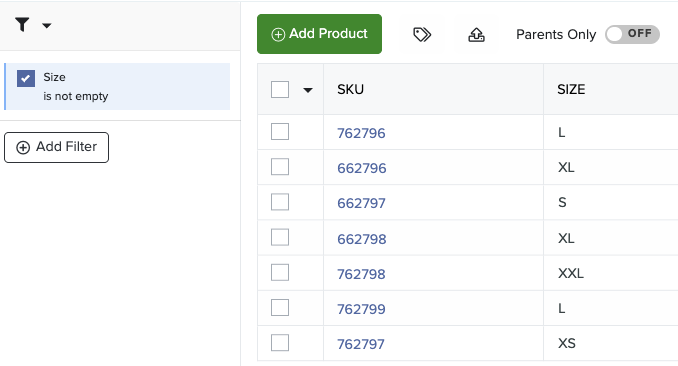 Add Product
Parents Only OFF
Size
is not empty
Add Filter
SKU SIZE
762796 L
662796 XL
662797 S
662798 XL
762798 XXL
762799 L
762797 XS